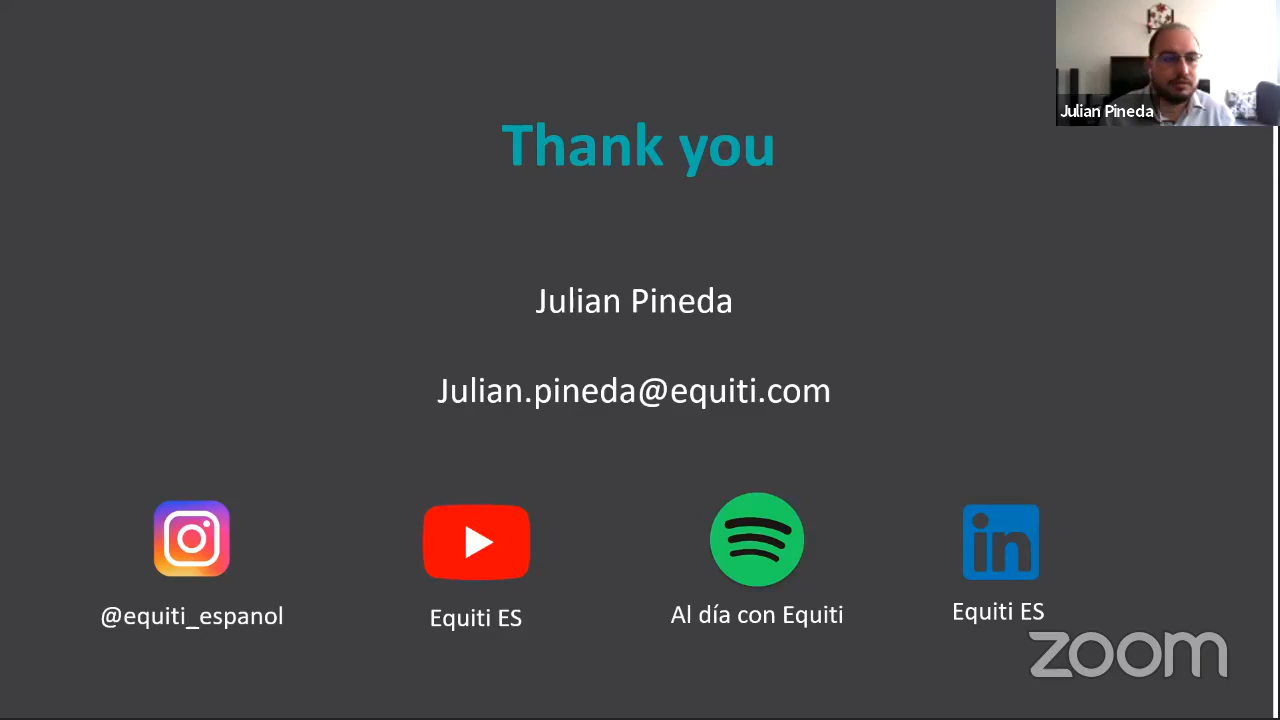 Julian Pineda
Thank you
Julian Pineda
Julian.pineda@equiti.com
in
@equiti_espanol
Equiti ES
Al día con Equiti
Equiti ES
zoom